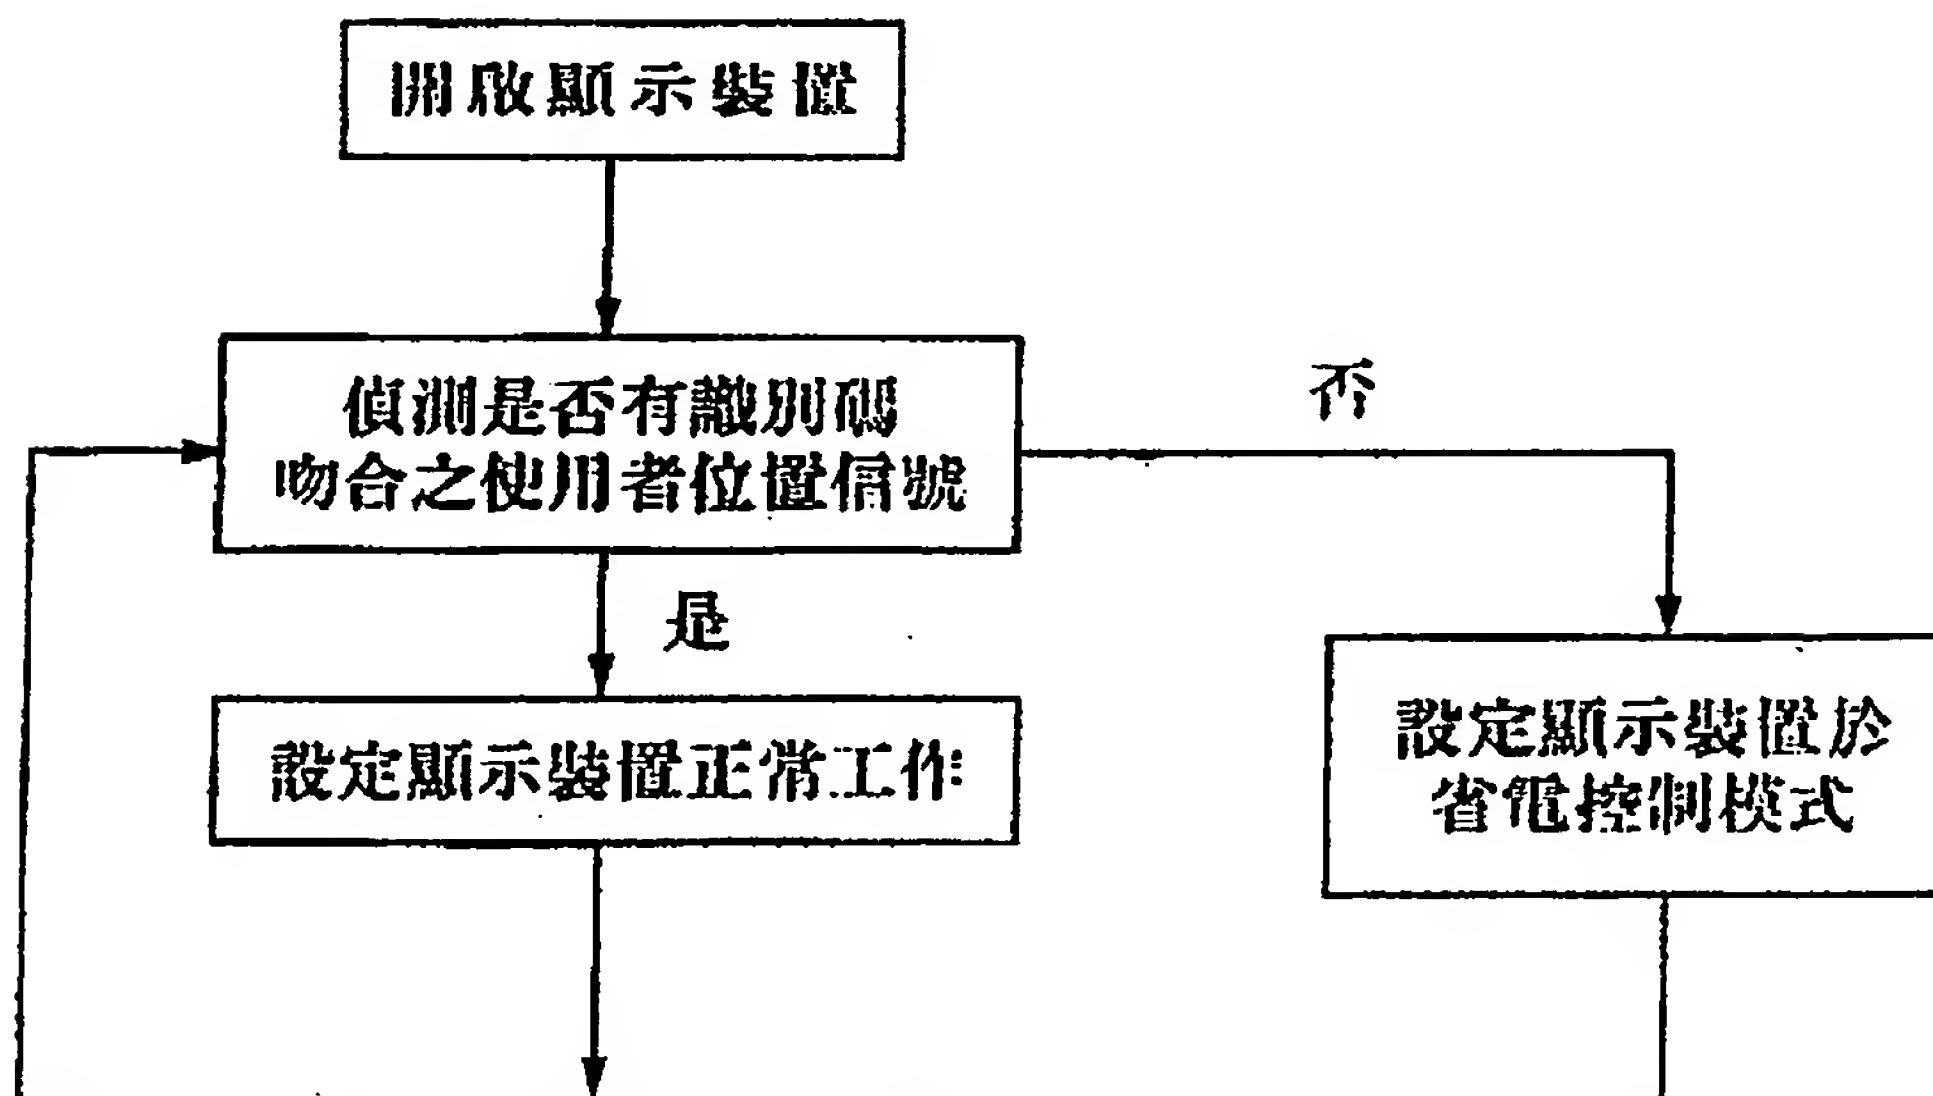 開啟顯示裝置
偵測是否有識別碼
吻合之使用者位置信號
否
是
設定顯示裝置正常工作
設定顯示裝置於
省電控制模式